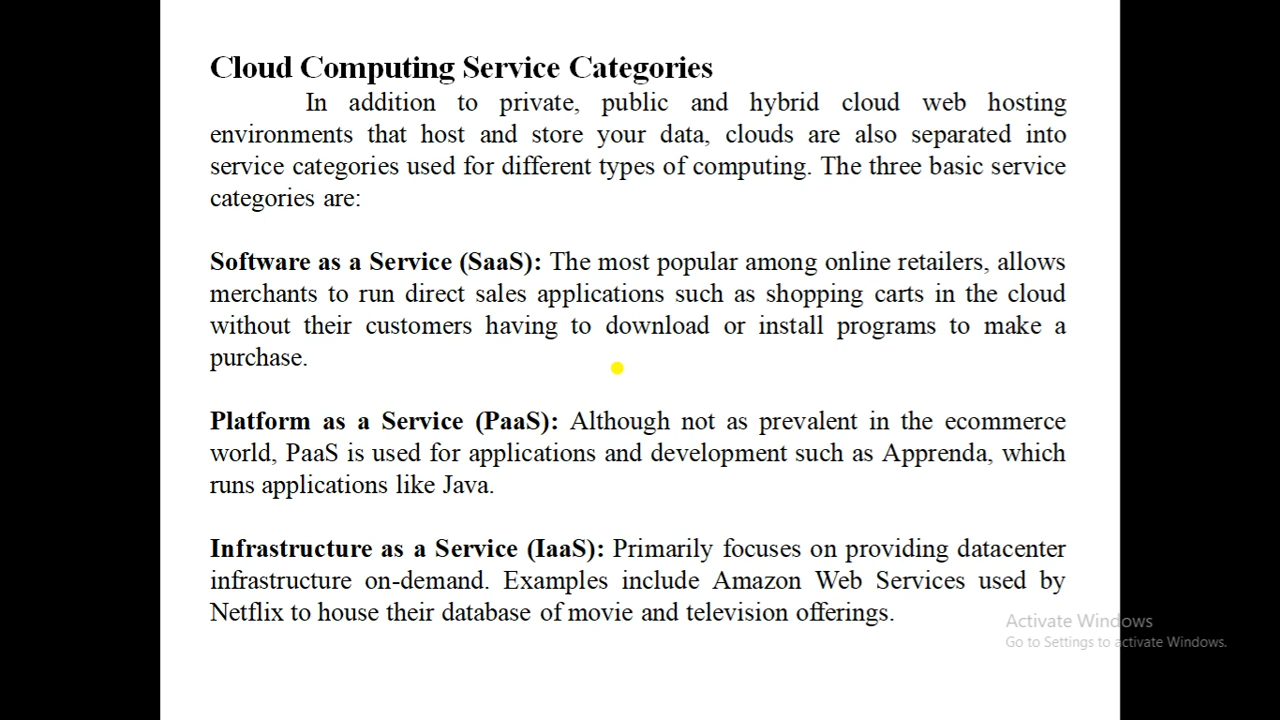 Cloud Computing Service Categories
In addition to private, public and hybrid cloud web hosting
environments that host and store your data, clouds are also separated into
service categories used for different types of computing. The three basic service
categories are:
Software as a Service (SaaS): The most popular among online retailers, allows
merchants to run direct sales applications such as shopping carts in the cloud
without their customers having to download or install programs to make a
purchase.
Platform as a Service (PaaS): Although not as prevalent in the ecommerce
world, PaaS is used for applications and development such as Apprenda, which
runs applications like Java.
Infrastructure as a Service (IaaS): Primarily focuses on providing datacenter
infrastructure on-demand. Examples include Amazon Web Services used by
Netflix to house their database of movie and television offerings.
Activate Windows
Go to Settings to activate Windows.